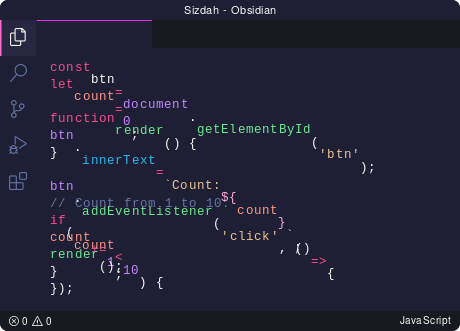 Sizdah - Obsidian
const btn = document.getElementById('btn');
let count = 0;
function render() {
btn.innerText = `Count: ${count}`;
}
btn.addEventListener('click', () => {
// Count from 1 to 10.
if (count < 10) {
count += 1;
render();
}
});
0 0 JavaScript